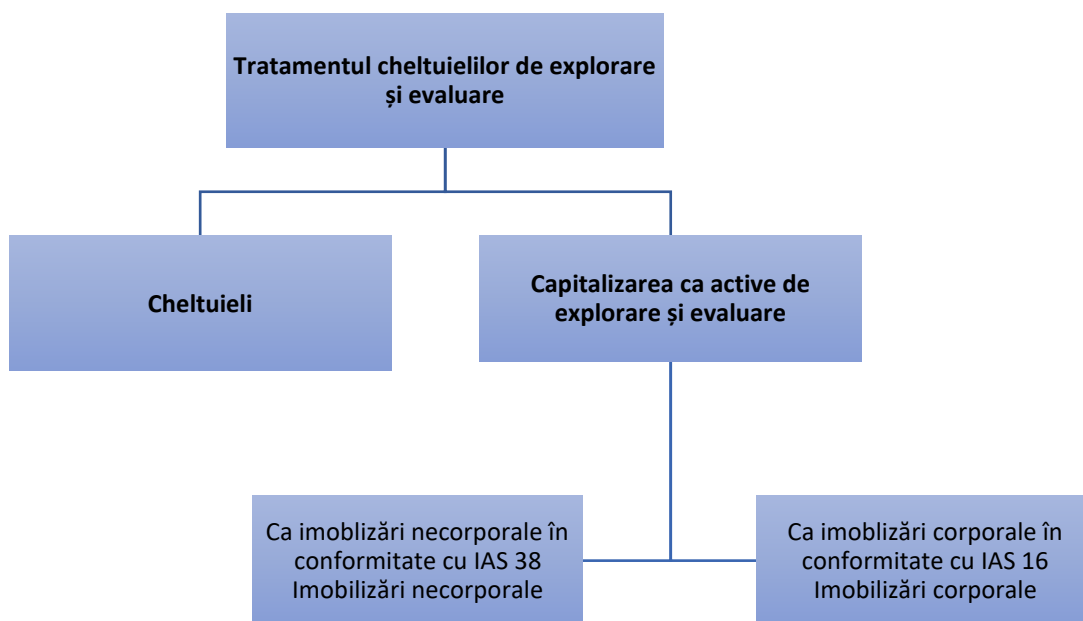 Tratamentul cheltuielilor de explorare
și evaluare
Cheltuieli
Capitalizarea ca active de
explorare și evaluare
Ca imoblizări necorporale în
conformitate cu IAS 38
Imobilizări necorporale
Ca imoblizări corporale în
conformitate cu IAS 16
Imobilizări corporale